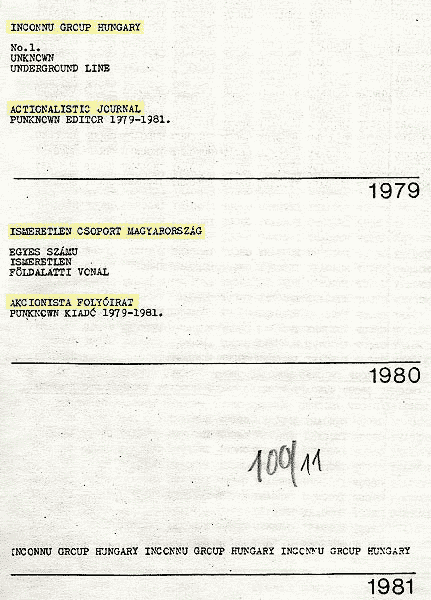 INCONNU GROUP HUNGARY
No.1.
UNKNOWN
UNDERGROUND LINE
ACTIONALISTIC JOURNAL
PUNKNOWN EDITOR 1979-1981.
1979
ISMERETLEN CSOPORT MAGYARORSZÁG
EGYES SZÁMU
ISMERETLEN
FÖLDALATTI VONAL
AKCIONISTA FOLYÓIRAT
PUNKNOWN KIADÓ 1979-1981.
1980
100/11
INCONNU GROUP HUNGARY INCONNU GROUP HUNGARY INCONNU GROUP HUNGARY
1981